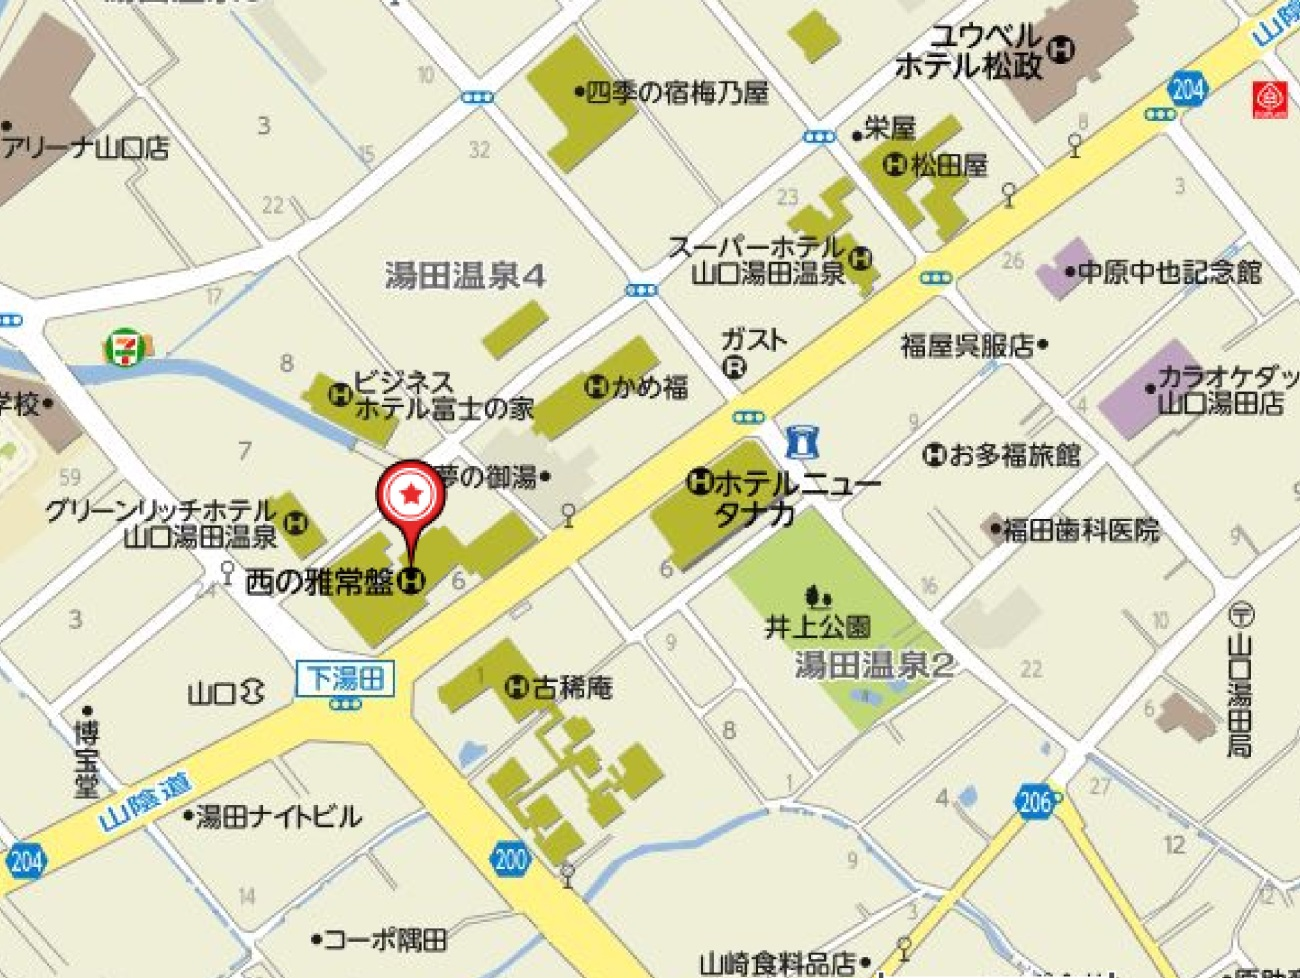 ユウベル
ホテル松政
山陰
204
10
四季の宿梅乃屋
3
アリーナ山口店
15
32
栄屋
松田屋
8
3
22
23
スーパーホテル
山口湯田温泉
湯田温泉4
26
中原中也記念館
17
7
8
ガスト
R
福屋呉服店
カラオケダッ
山口湯田店
ビジネス
ホテル富士の家
かめ福
学校
4
9
7
59
夢の御湯
お多福旅館
ホテルニュー
タナカ
グリーンリッチホテル
山口湯田温泉
福田歯科医院
9
西の雅常盤
6
6
24
16
3
井上公園
湯田温泉2
9
10
22
山口湯田局
下湯田
山口
1
古稀庵
6
博宝堂
8
山陰道
湯田ナイトビル
1
4
206
27
204
200
12
9
14
12
3
コーポ隅田
山崎食料品店